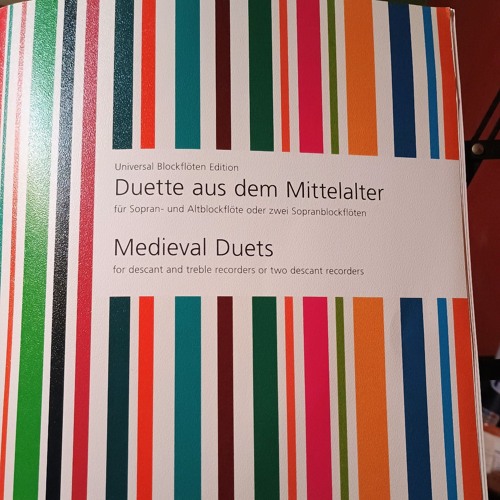 Universal Blockflöten Edition
Duette aus dem Mittelalter
für Sopran- und Altblockflöte oder zwei Sopranblockflöten
Medieval Duets
for descant and treble recorders or two descant recorders